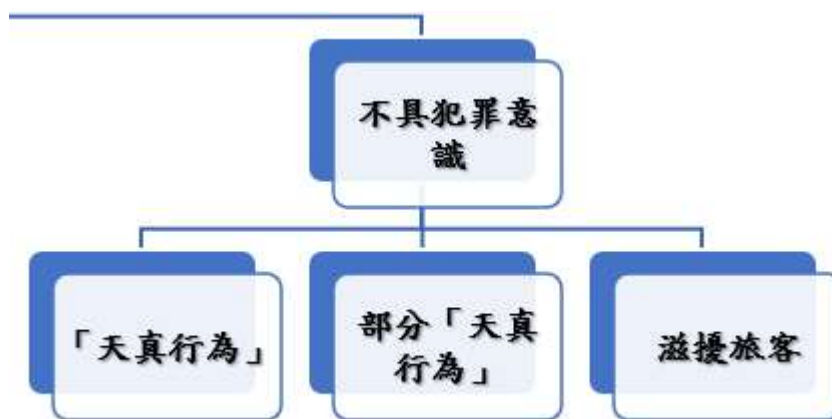 不具犯罪意
識
「天真行為」
部分「天真
行為」
滋擾旅客